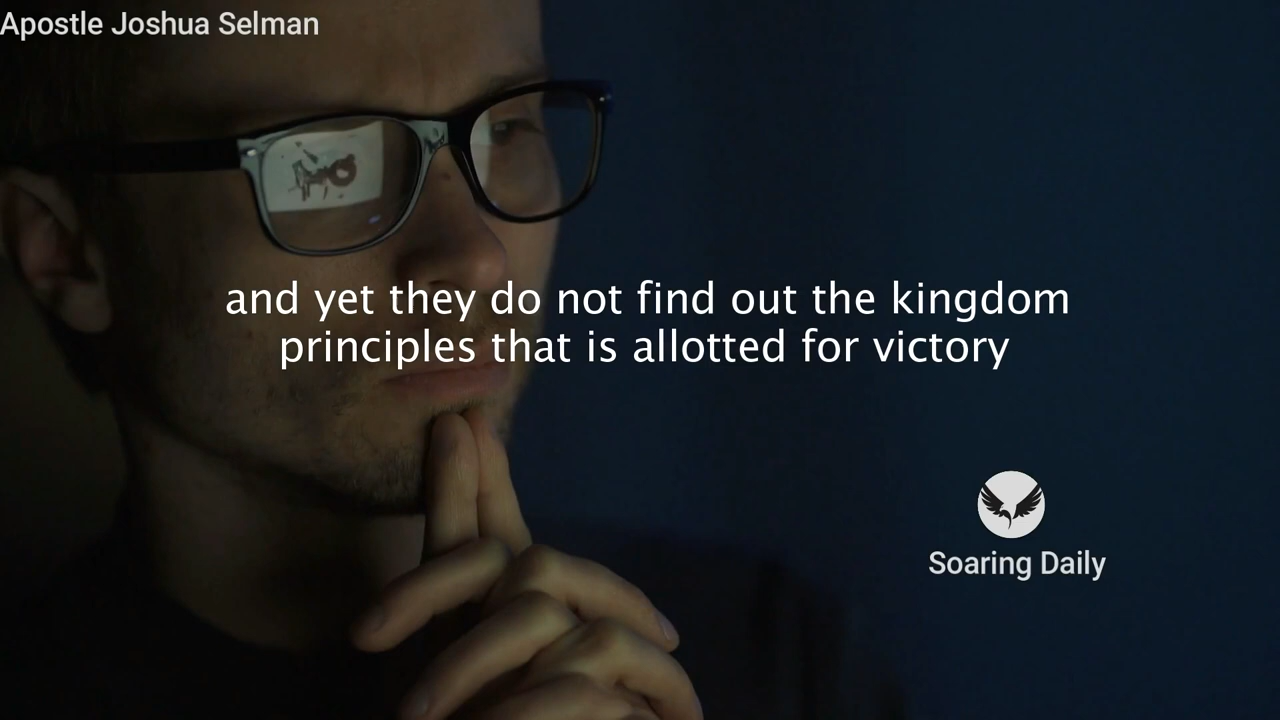 Apostle Joshua Selman
and yet they do not find out the kingdom
principles that is allotted for victory
Soaring Daily